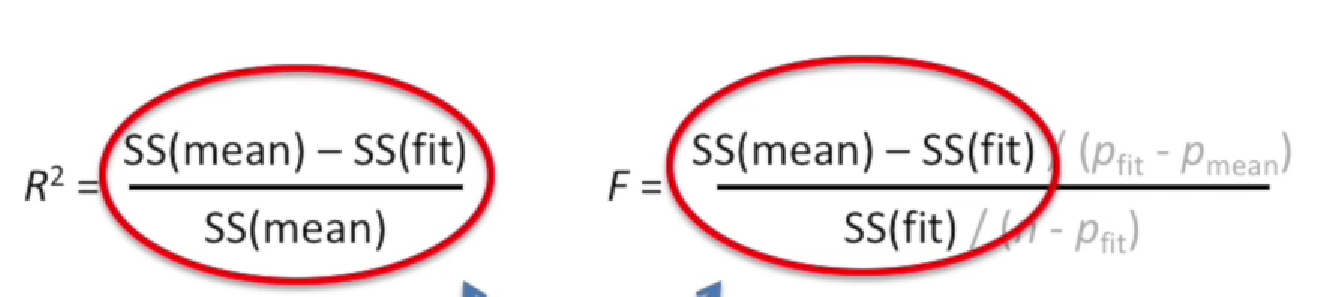 R² = SS(mean) – SS(fit) / SS(mean)
F = SS(mean) – SS(fit) / (p_fit - p_mean) / SS(fit) / (n - p_fit)